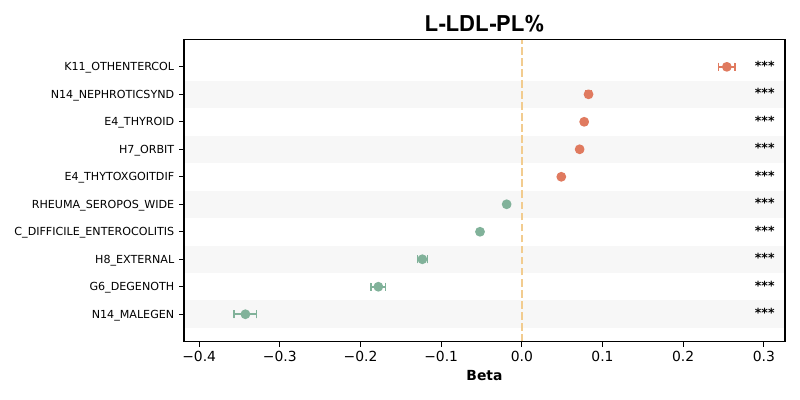 L-LDL-PL%
K11_OTHENTERCOL ***
N14_NEPHROTICSYND ***
E4_THYROID ***
H7_ORBIT ***
E4_THYTOXGOITDIF ***
RHEUMA_SEROPOS_WIDE ***
C_DIFFICILE_ENTEROCOLITIS ***
H8_EXTERNAL ***
G6_DEGENOTH ***
N14_MALEGEN ***
−0.4 −0.3 −0.2 −0.1 0.0 0.1 0.2 0.3
Beta